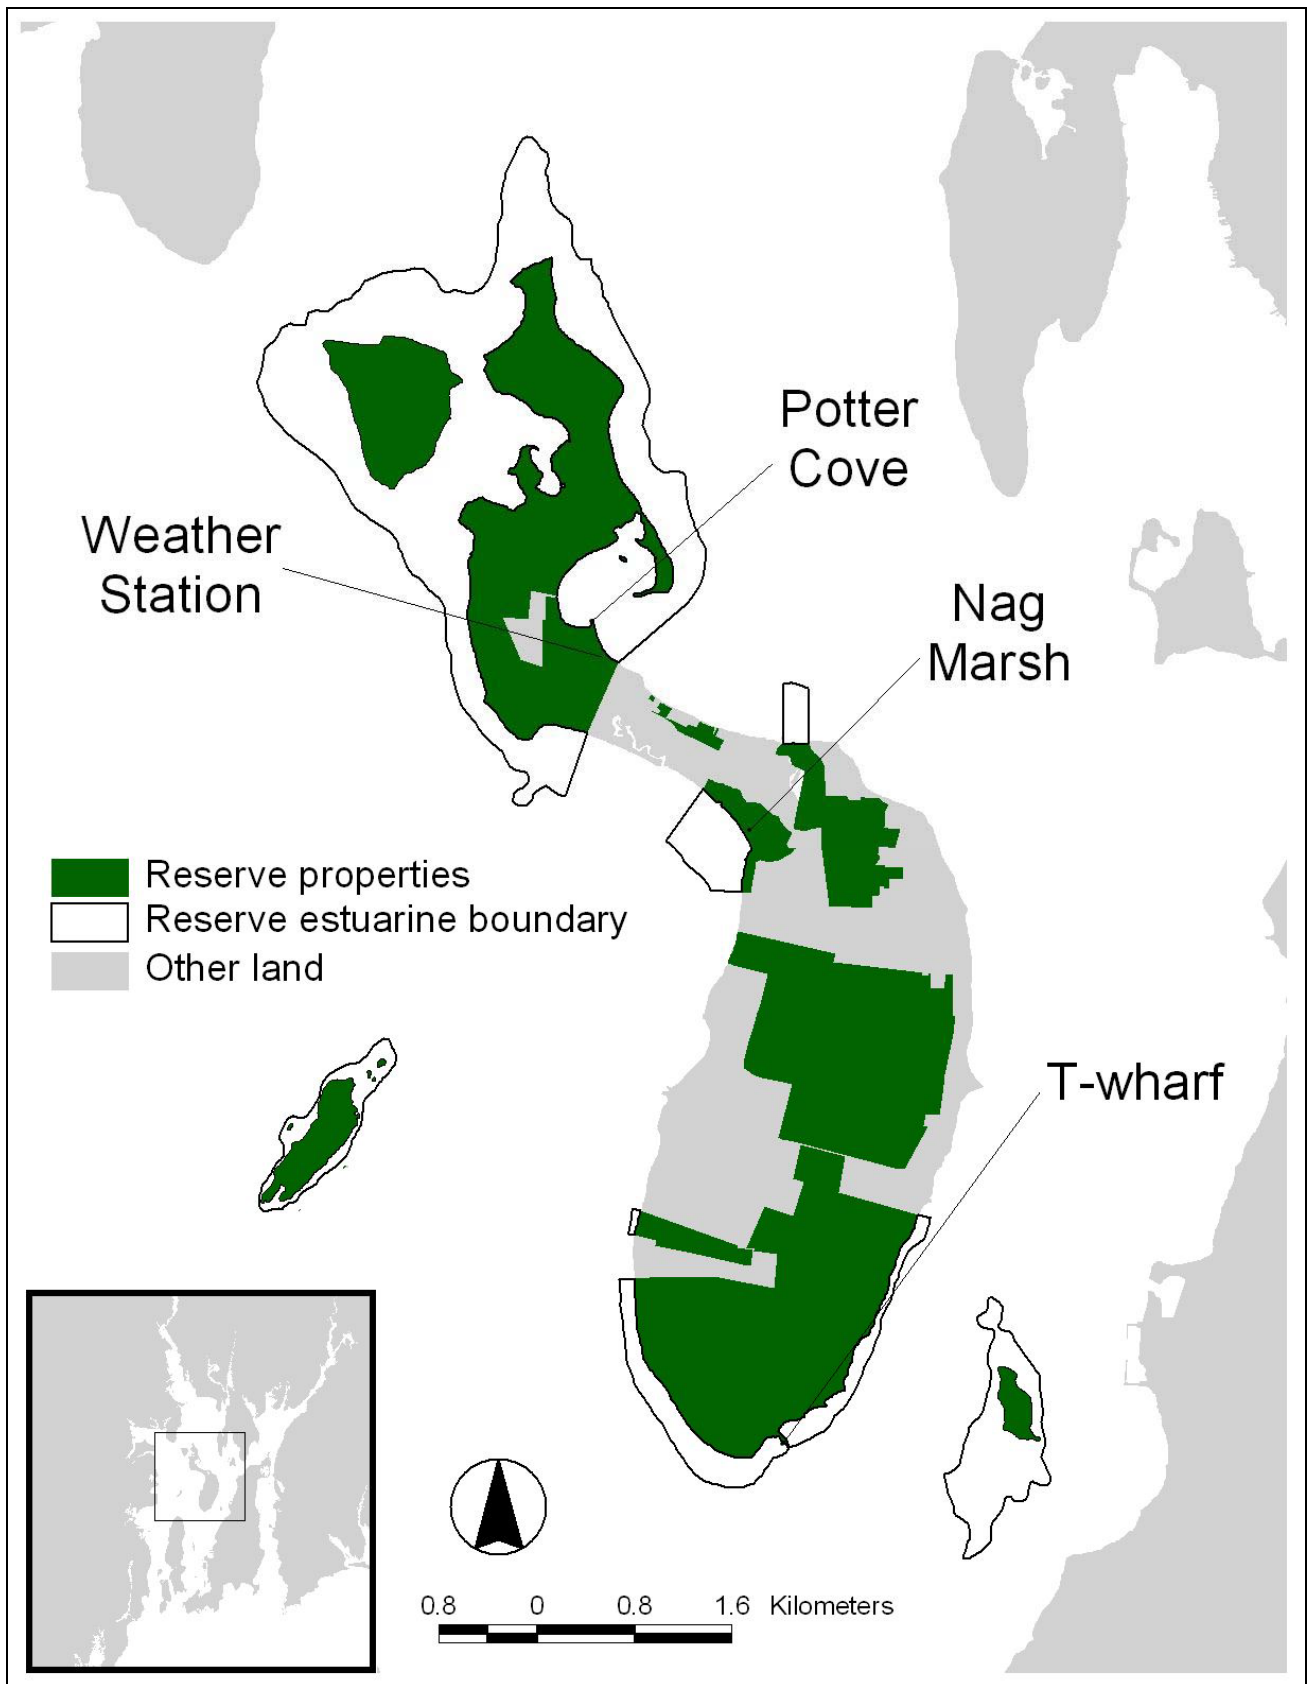 Potter
Cove
Weather
Station
Nag
Marsh
Reserve properties
Reserve estuarine boundary
Other land
T-wharf
0.8 0 0.8 1.6 Kilometers